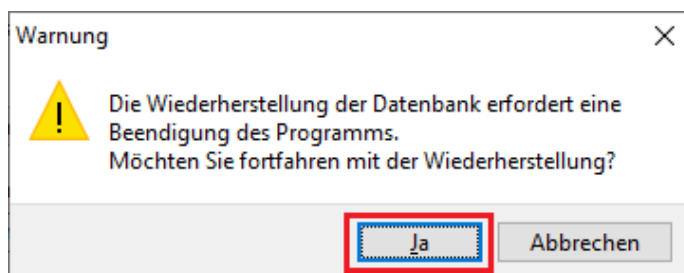 Warnung
Die Wiederherstellung der Datenbank erfordert eine
Beendigung des Programms.
Möchten Sie fortfahren mit der Wiederherstellung?
Ja
Abbrechen